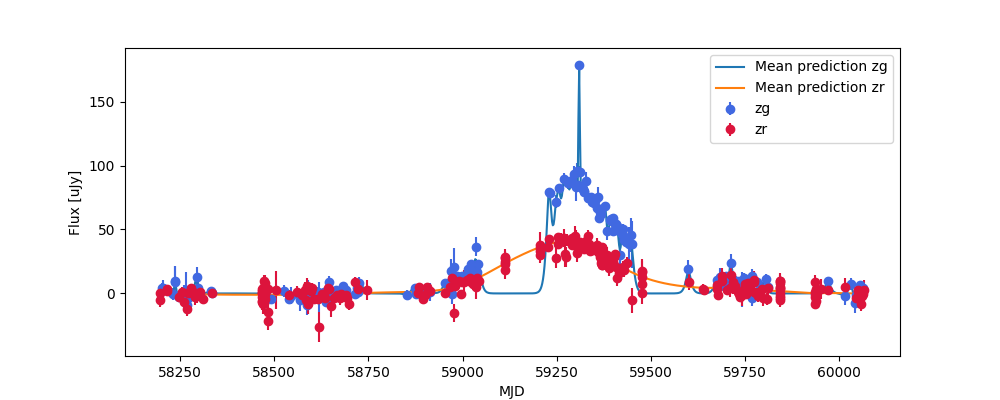 Mean prediction zg
Mean prediction zr
zg
zr
150
100
50
0
Flux [uJy]
58250 58500 58750 59000 59250 59500 59750 60000
MJD